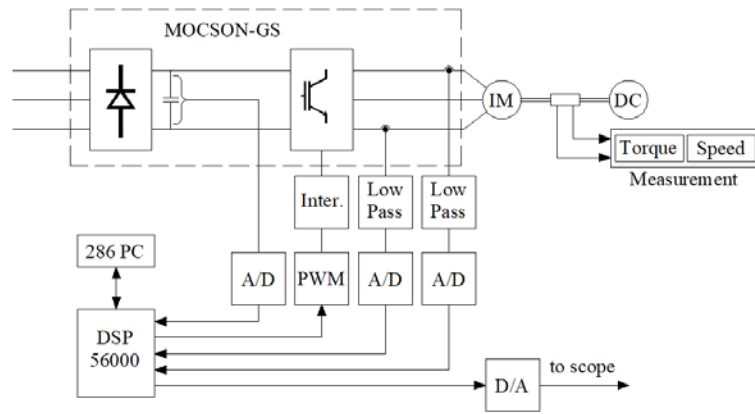 MOCSON-GS
IM
DC
Torque
Speed
Measurement
Inter.
Low
Pass
Low
Pass
286 PC
A/D
PWM
A/D
A/D
DSP
56000
D/A
to scope